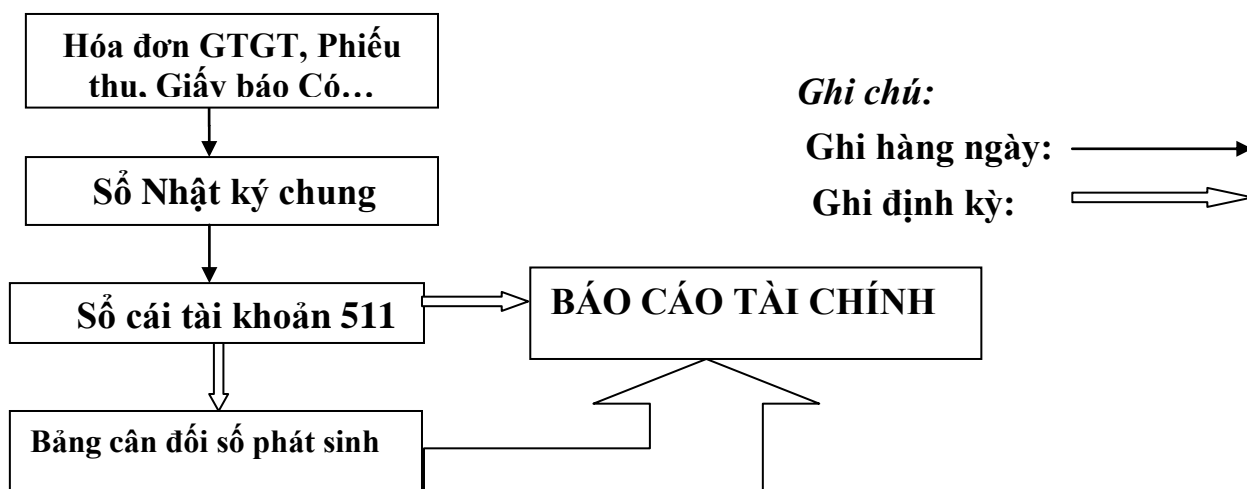 Hóa đơn GTGT, Phiếu
thu, Giấy báo Có…
Ghi chú:
Ghi hàng ngày:
Sổ Nhật ký chung
Ghi định kỳ:
Sổ cái tài khoản 511
BÁO CÁO TÀI CHÍNH
Bảng cân đối số phát sinh